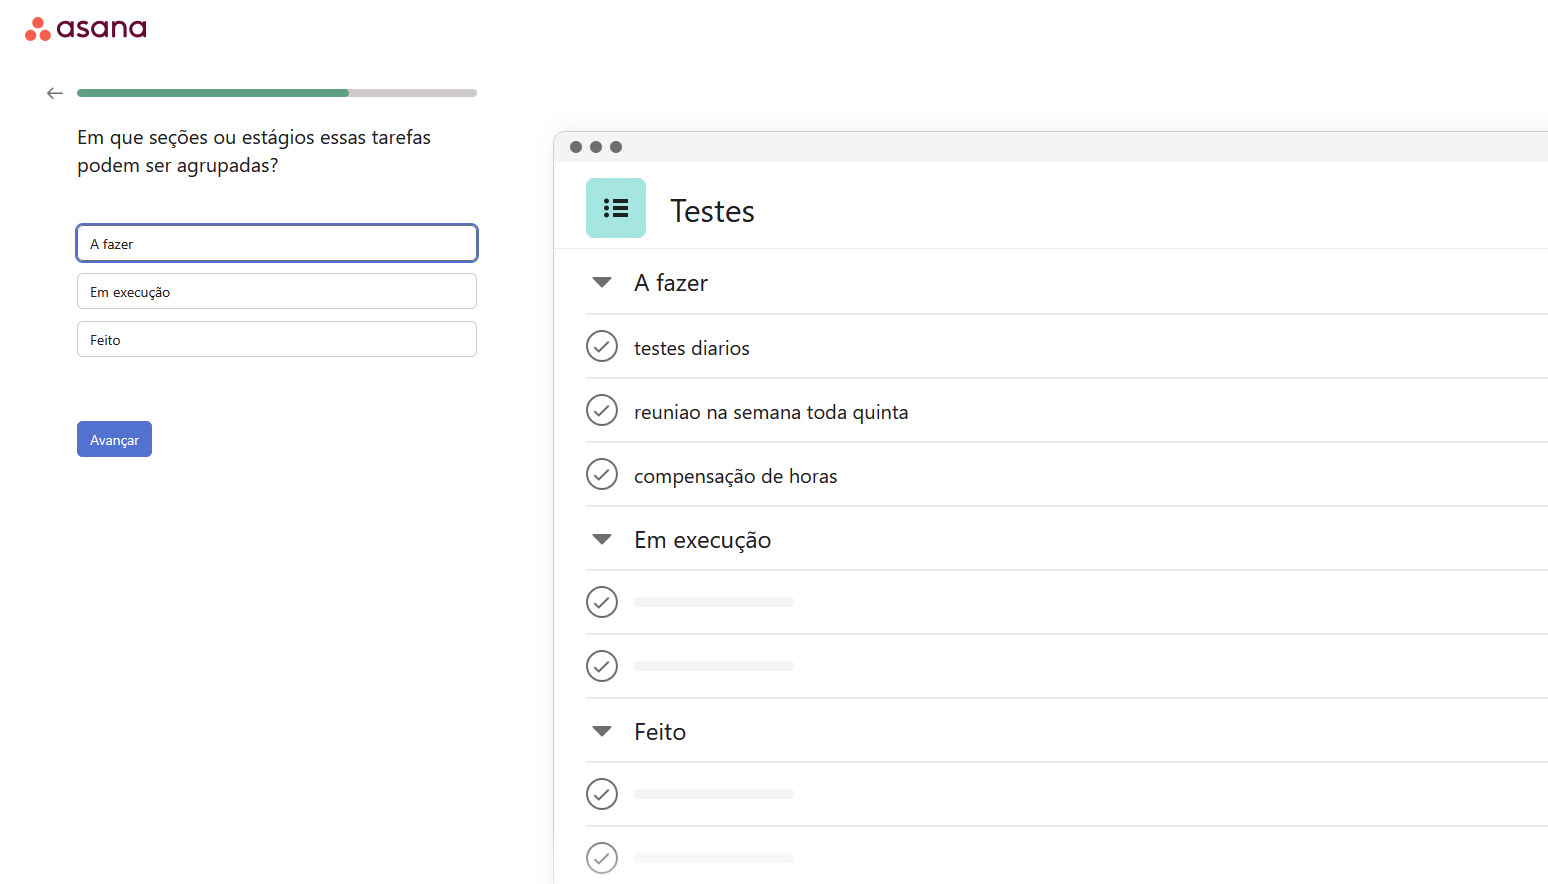 asana
Em que seções ou estágios essas tarefas
podem ser agrupadas?
A fazer
Em execução
Feito
Avançar
Testes
A fazer
testes diarios
reuniao na semana toda quinta
compensação de horas
Em execução
Feito